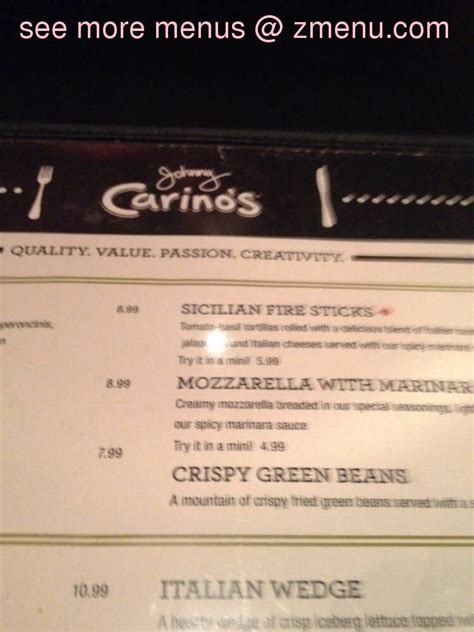 see more menus @ zmenu.com
Johnny
Carino's
QUALITY. VALUE. PASSION. CREATIVITY.
8.99
SICILIAN FIRE STICKS
Tomato-basil tortillas rolled with a delicious blend of Italian
and Italian cheeses served with our spicy
Try it in a mini! 5.99
8.99
MOZZARELLA WITH MARINAR
Creamy mozzarella breaded in our special seasonings,
our spicy marinara sauce.
Try it in a mini! 4.99
7.99
CRISPY GREEN BEANS
A mountain of crispy fried green beans served with a
10.99
ITALIAN WEDGE
A hearty wedge of crisp iceberg lettuce topped